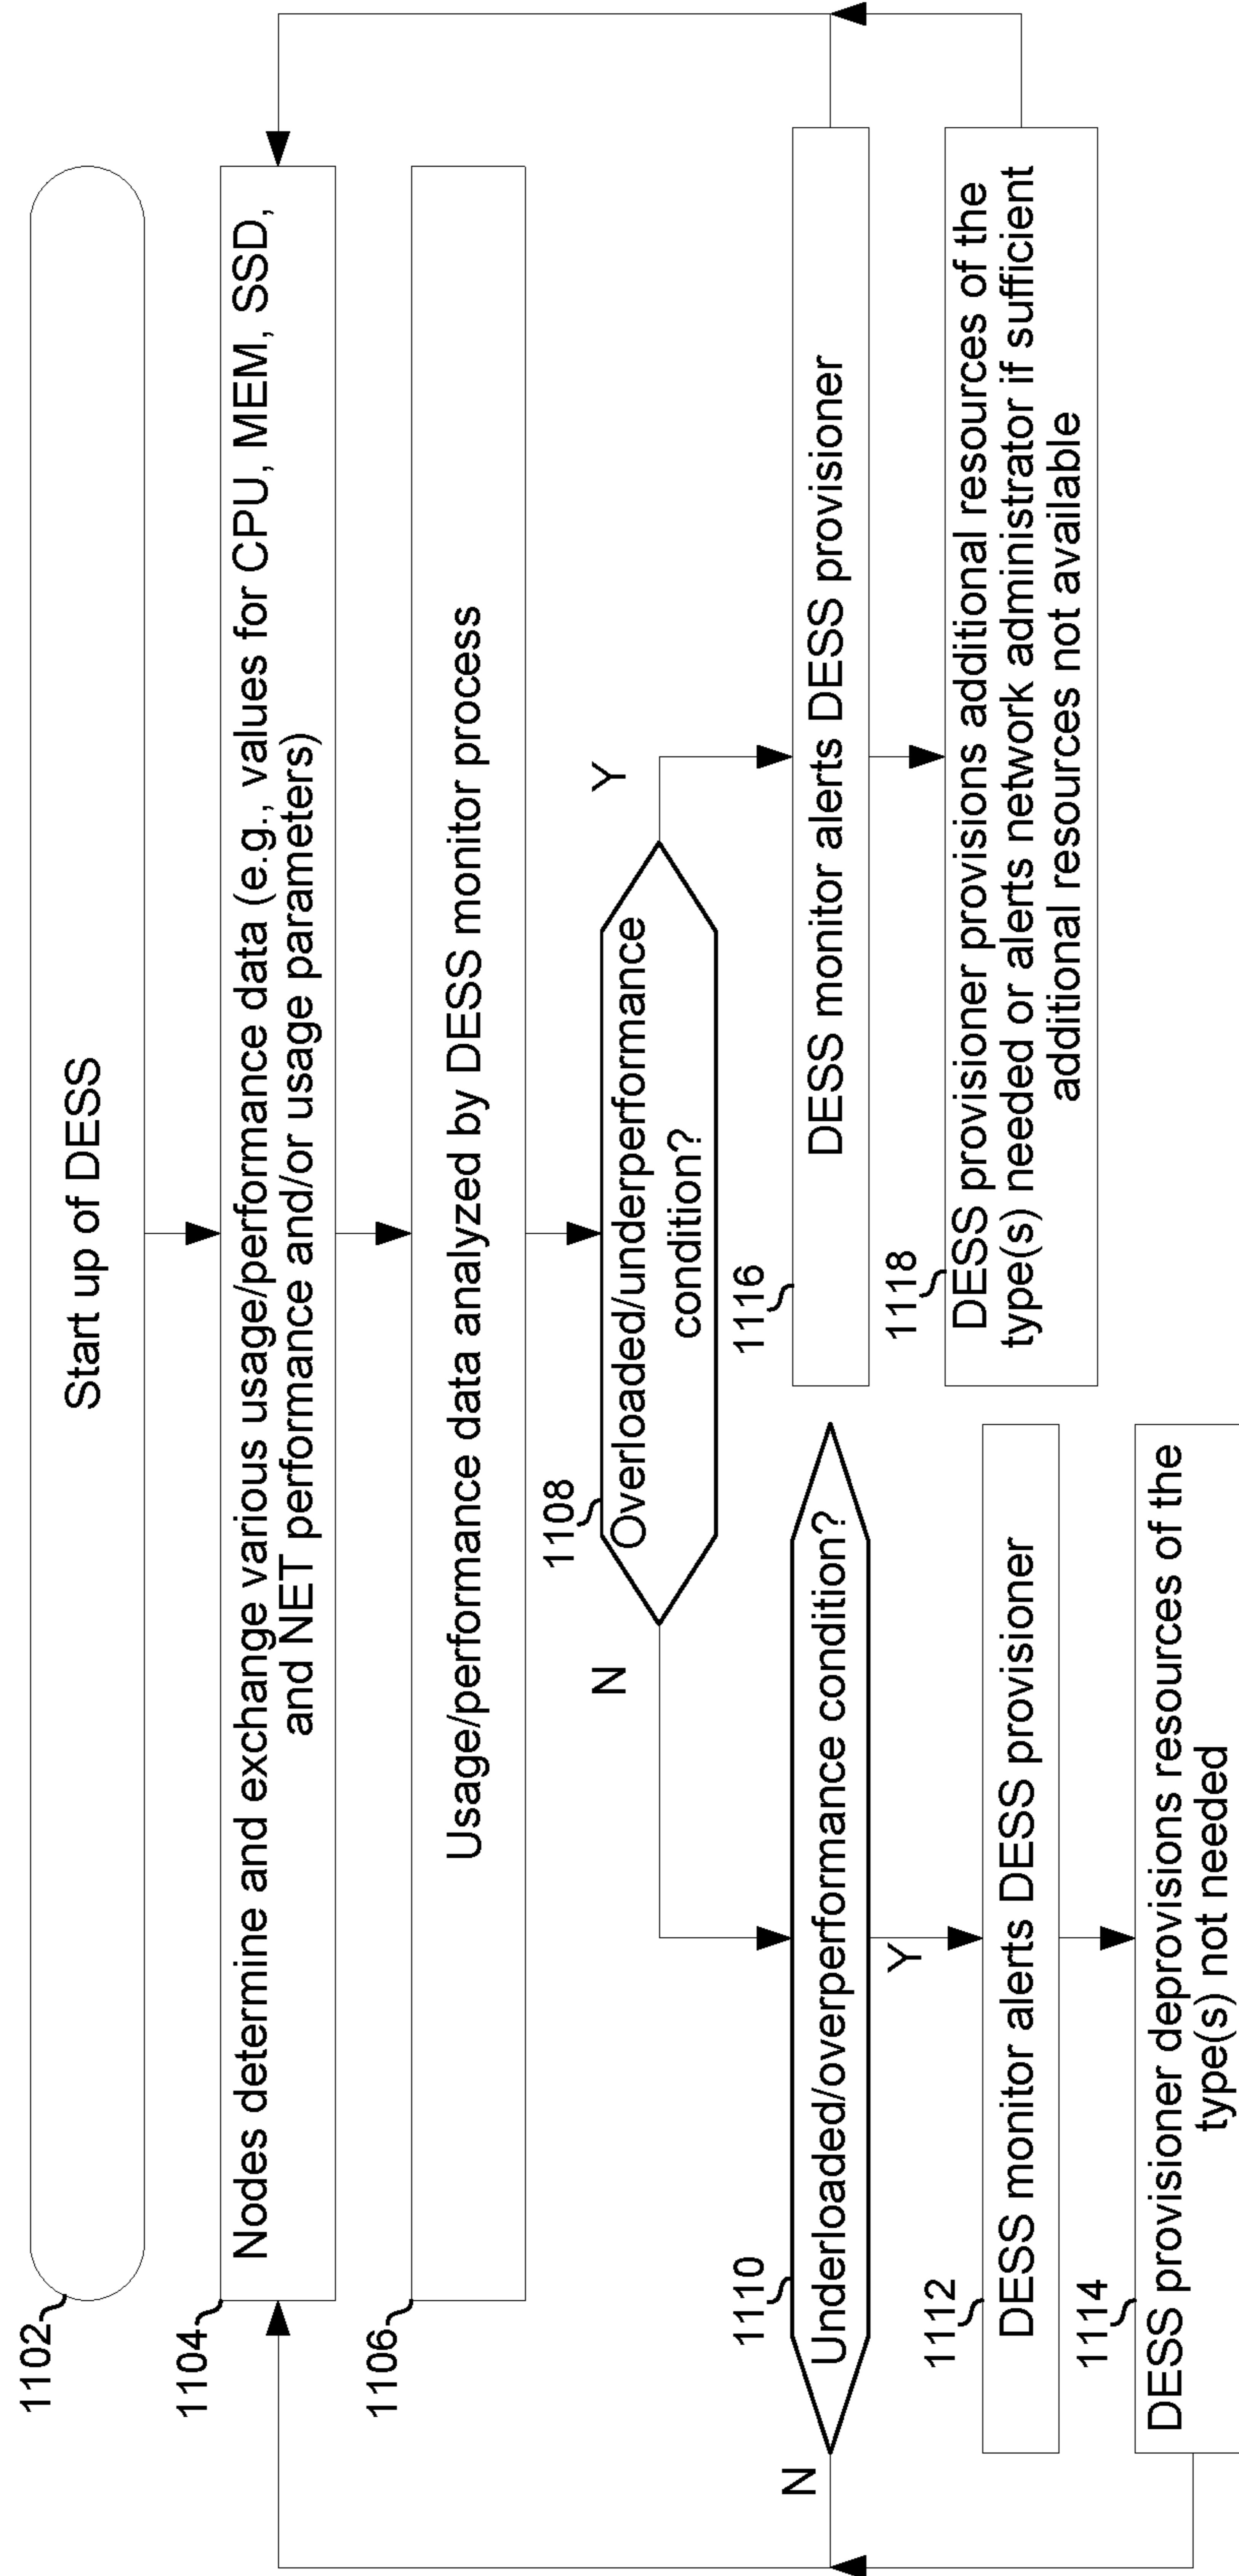 1102
Start up of DESS
1104
Nodes determine and exchange various usage/performance data (e.g., values for CPU, MEM, SSD,
and NET performance and/or usage parameters)
1106
Usage/performance data analyzed by DESS monitor process
1108
Overloaded/underperformance
condition?
N
Y
1110
Underloaded/overperformance condition?
N
Y
1112
DESS monitor alerts DESS provisioner
1114
DESS provisioner deprovisions resources of the
type(s) not needed
1116
DESS monitor alerts DESS provisioner
1118
DESS provisioner provisions additional resources of the
type(s) needed or alerts network administrator if sufficient
additional resources not available